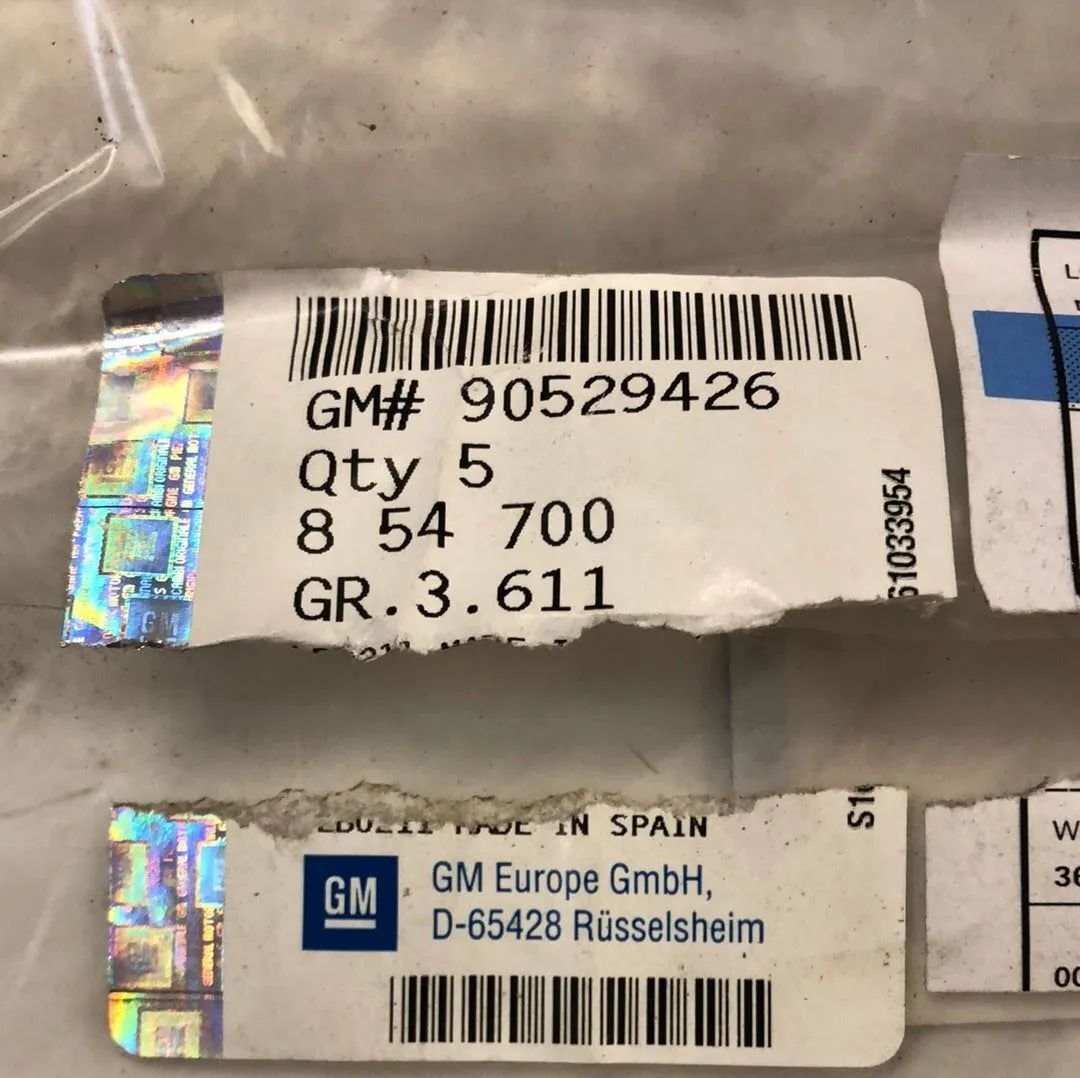 GM# 90529426
Qty 5
8 54 700
GR.3.611
61033954
MADE IN SPAIN
GM
GM Europe GmbH,
D-65428 Rüsselsheim